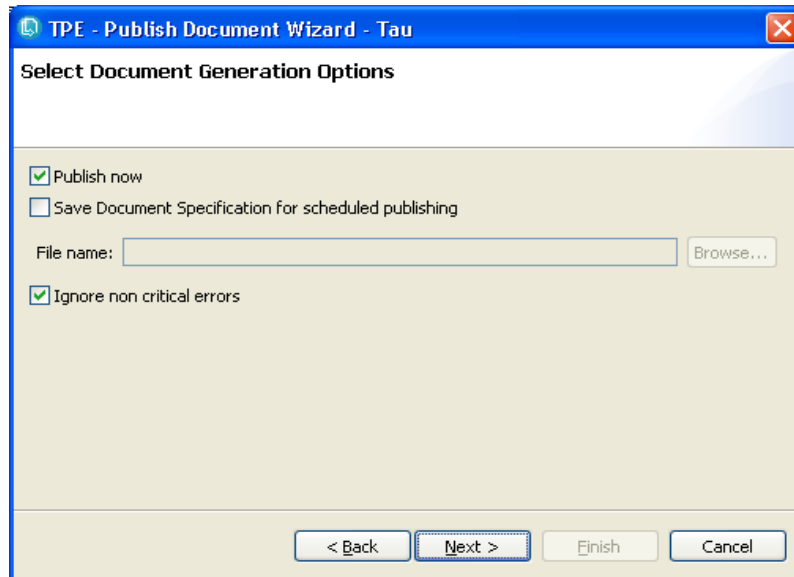 TPE - Publish Document Wizard - Tau
Select Document Generation Options
Publish now
Save Document Specification for scheduled publishing
File name: Browse...
Ignore non critical errors
< Back Next > Finish Cancel